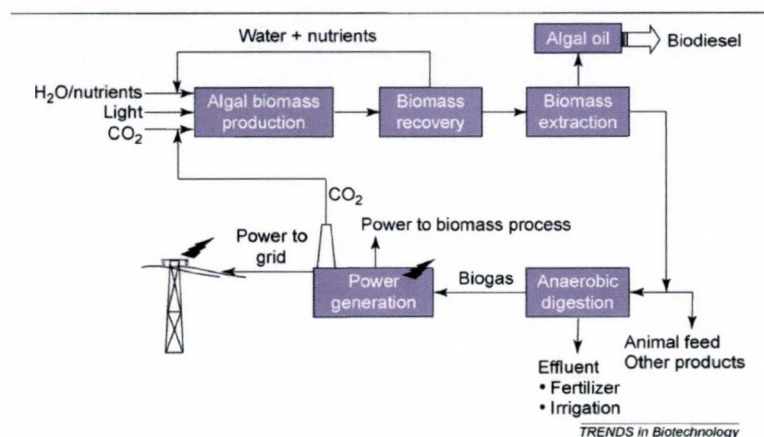 Water + nutrients
Algal oil
Biodiesel
H₂O/nutrients
Light
CO₂
Algal biomass
production
Biomass
recovery
Biomass
extraction
CO₂
Power to
grid
Power to biomass process
Power
generation
Biogas
Anaerobic
digestion
Animal feed
Other products
Effluent
• Fertilizer
• Irrigation
TRENDS in Biotechnology